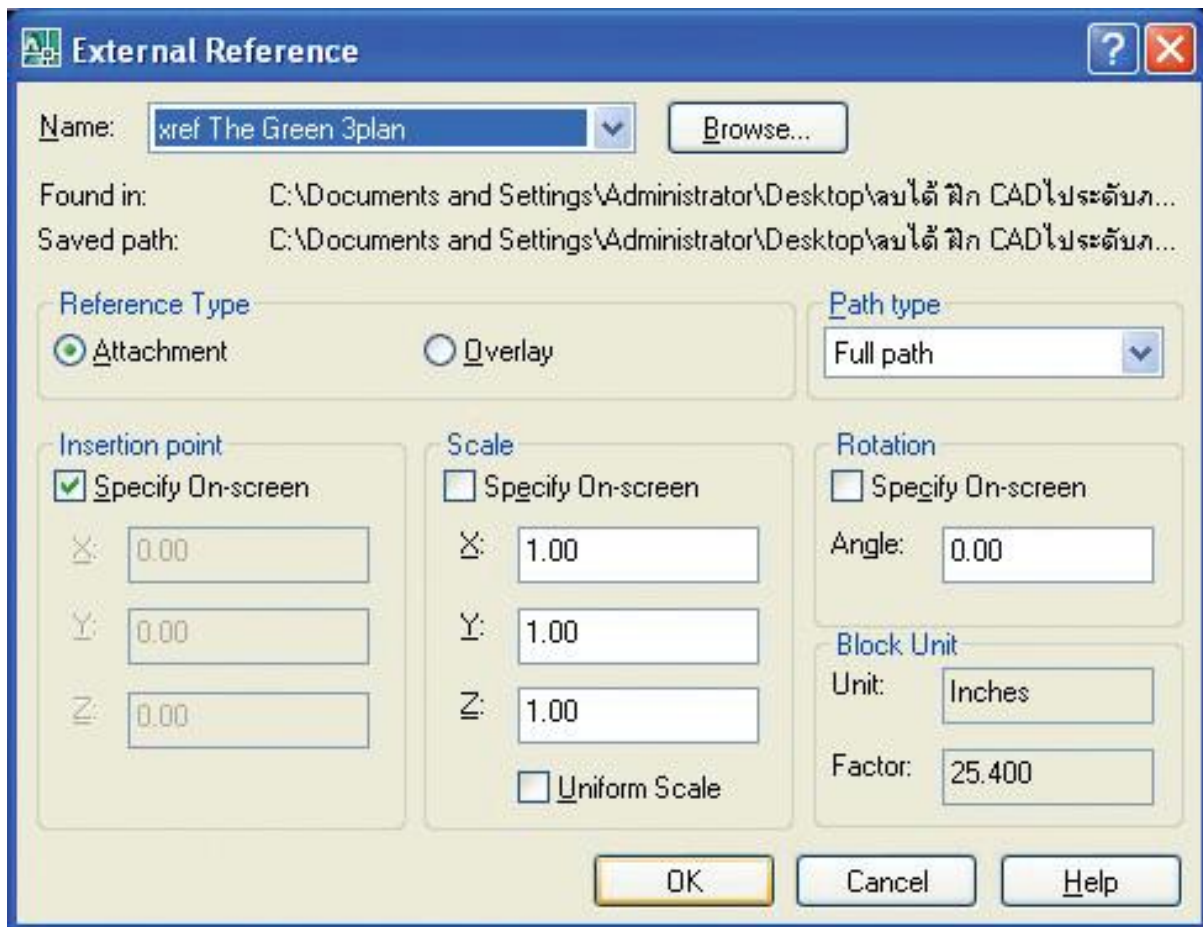 External Reference
Name: xref The Green 3plan Browse...
Found in: C:\Documents and Settings\Administrator\Desktop\ลบได้ ฝึก CADไประดับภ...
Saved path: C:\Documents and Settings\Administrator\Desktop\ลบได้ ฝึก CADไประดับภ...
Reference Type Path type
Attachment Overlay Full path
Insertion point Scale Rotation
Specify On-screen Specify On-screen Specify On-screen
X: 0.00 X: 1.00 Angle: 0.00
Y: 0.00 Y: 1.00 Block Unit
Z: 0.00 Z: 1.00 Unit: Inches
Uniform Scale Factor: 25.400
OK Cancel Help